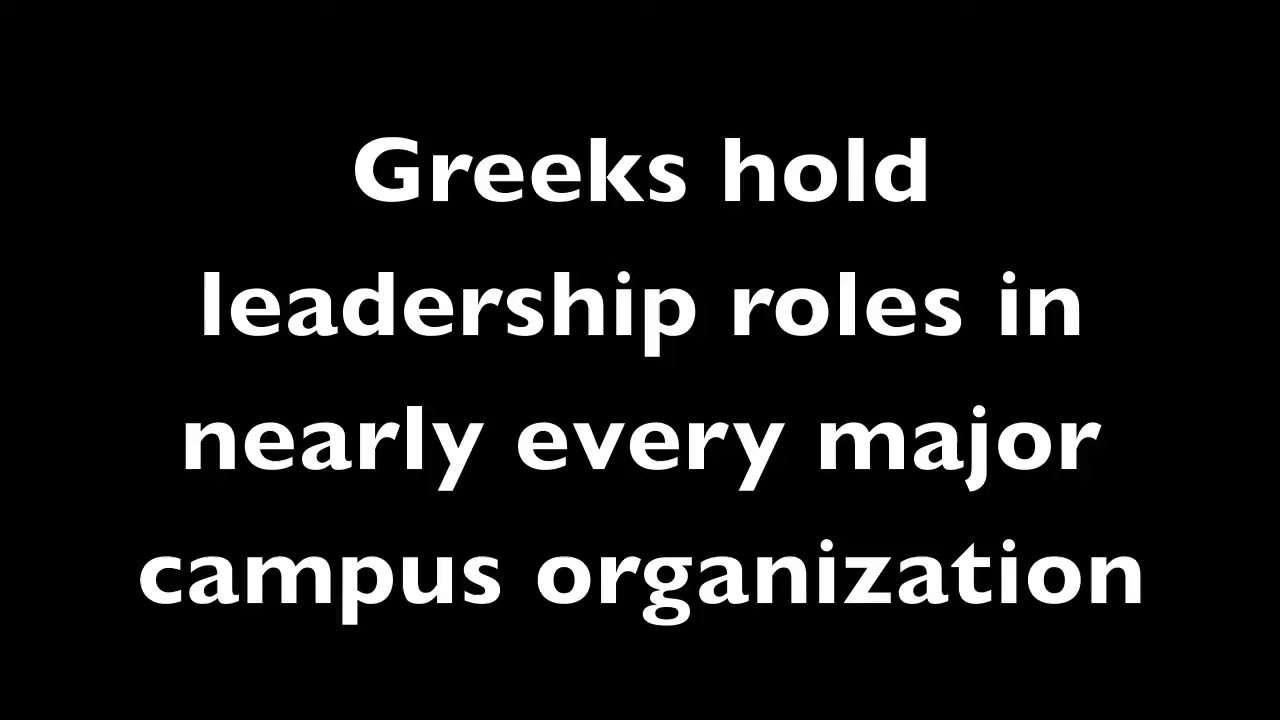 Greeks hold
leadership roles in
nearly every major
campus organization